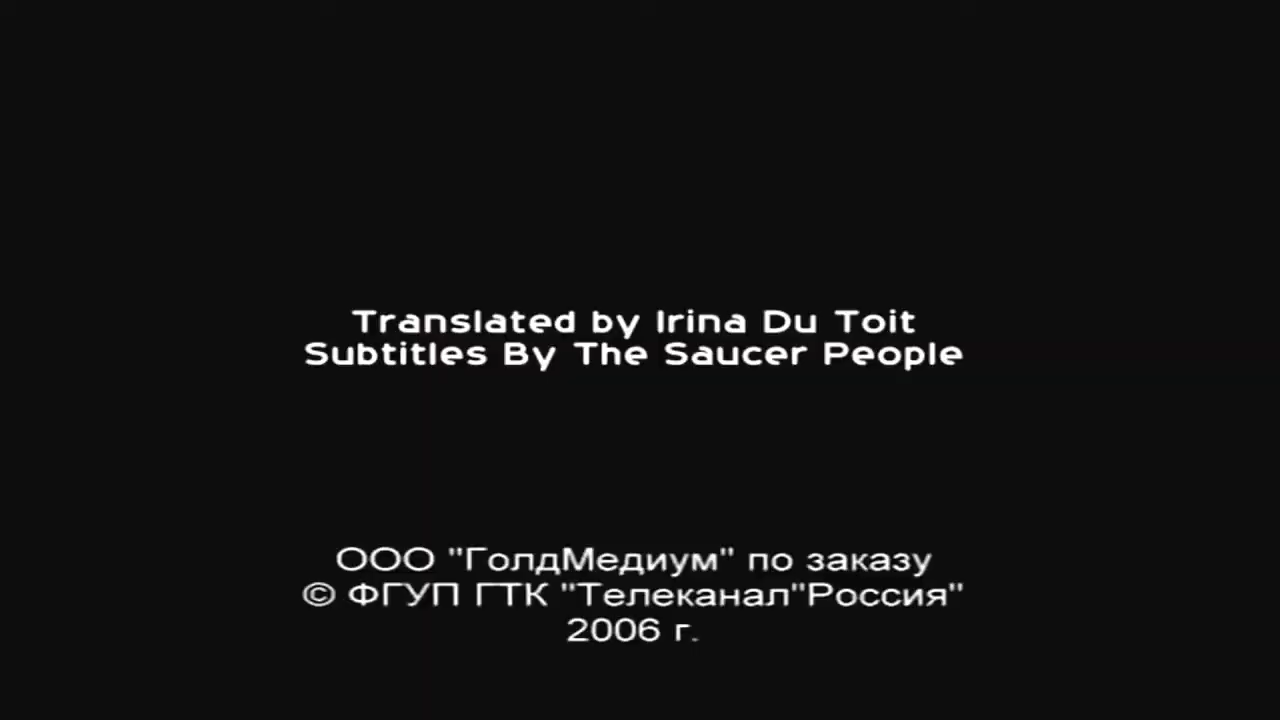 Translated by Irina Du Toit
Subtitles By The Saucer People
ООО "ГолдМедиум" по заказу
© ФГУП ГТК "Телеканал"Россия"
2006 г.